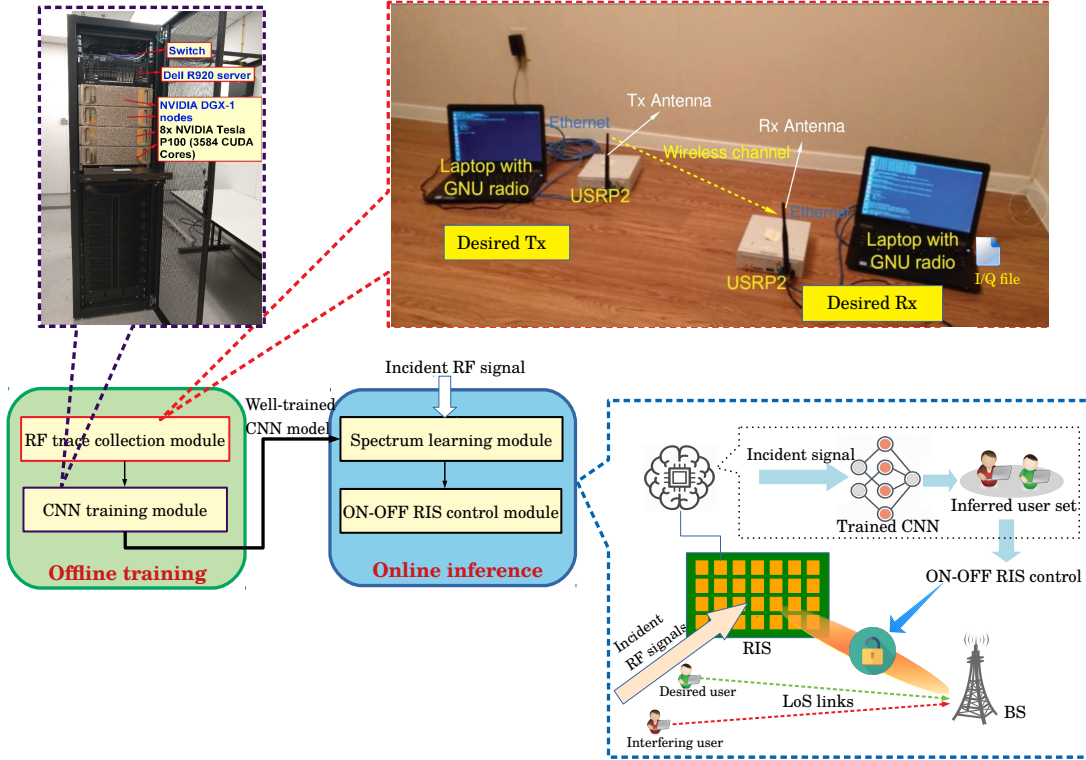 Switch
Dell R920 server
NVIDIA DGX-1
nodes
8x NVIDIA Tesla
P100 (3584 CUDA
Cores)
Tx Antenna
Ethernet
Rx Antenna
Wireless channel
Laptop with
GNU radio
USRP2
Ethernet
Desired Tx
Laptop with
GNU radio
I/Q file
USRP2
Desired Rx
Incident RF signal
Well-trained
CNN model
RF trace collection module
Spectrum learning module
CNN training module
ON-OFF RIS control module
Offline training
Online inference
Incident signal
Trained CNN
Inferred user set
ON-OFF RIS control
Incident
RF signals
RIS
Desired user
LoS links
BS
Interfering user